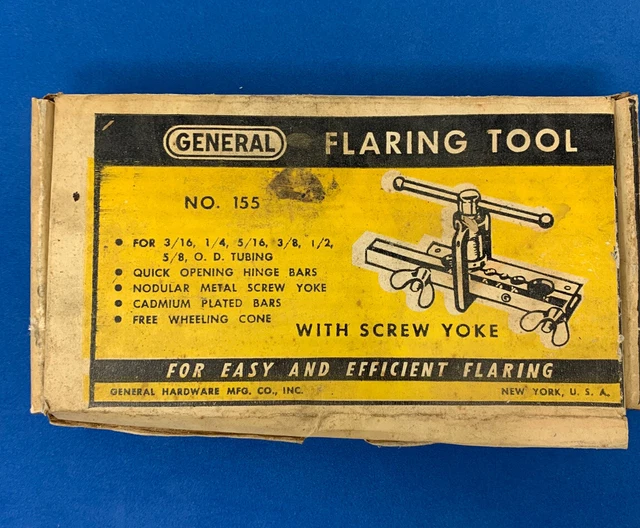 GENERAL FLARING TOOL
NO. 155
• FOR 3/16, 1/4, 5/16, 3/8, 1/2,
5/8, O. D. TUBING
• QUICK OPENING HINGE BARS
• NODULAR METAL SCREW YOKE
• CADMIUM PLATED BARS
• FREE WHEELING CONE
WITH SCREW YOKE
FOR EASY AND EFFICIENT FLARING
GENERAL HARDWARE MFG. CO., INC. NEW YORK, U. S. A.